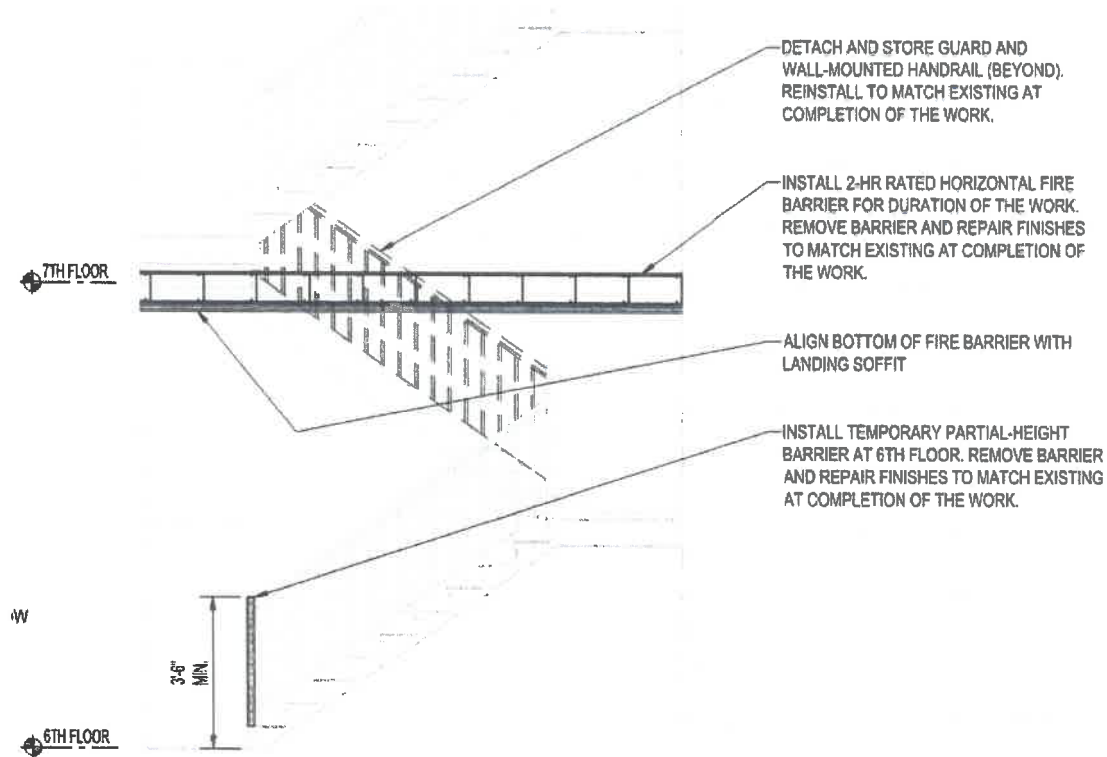 DETACH AND STORE GUARD AND
WALL-MOUNTED HANDRAIL (BEYOND).
REINSTALL TO MATCH EXISTING AT
COMPLETION OF THE WORK.
INSTALL 2-HR RATED HORIZONTAL FIRE
BARRIER FOR DURATION OF THE WORK.
REMOVE BARRIER AND REPAIR FINISHES
TO MATCH EXISTING AT COMPLETION OF
THE WORK.
7TH FLOOR
ALIGN BOTTOM OF FIRE BARRIER WITH
LANDING SOFFIT
INSTALL TEMPORARY PARTIAL-HEIGHT
BARRIER AT 6TH FLOOR. REMOVE BARRIER
AND REPAIR FINISHES TO MATCH EXISTING
AT COMPLETION OF THE WORK.
W
3'-6"
MIN.
6TH FLOOR